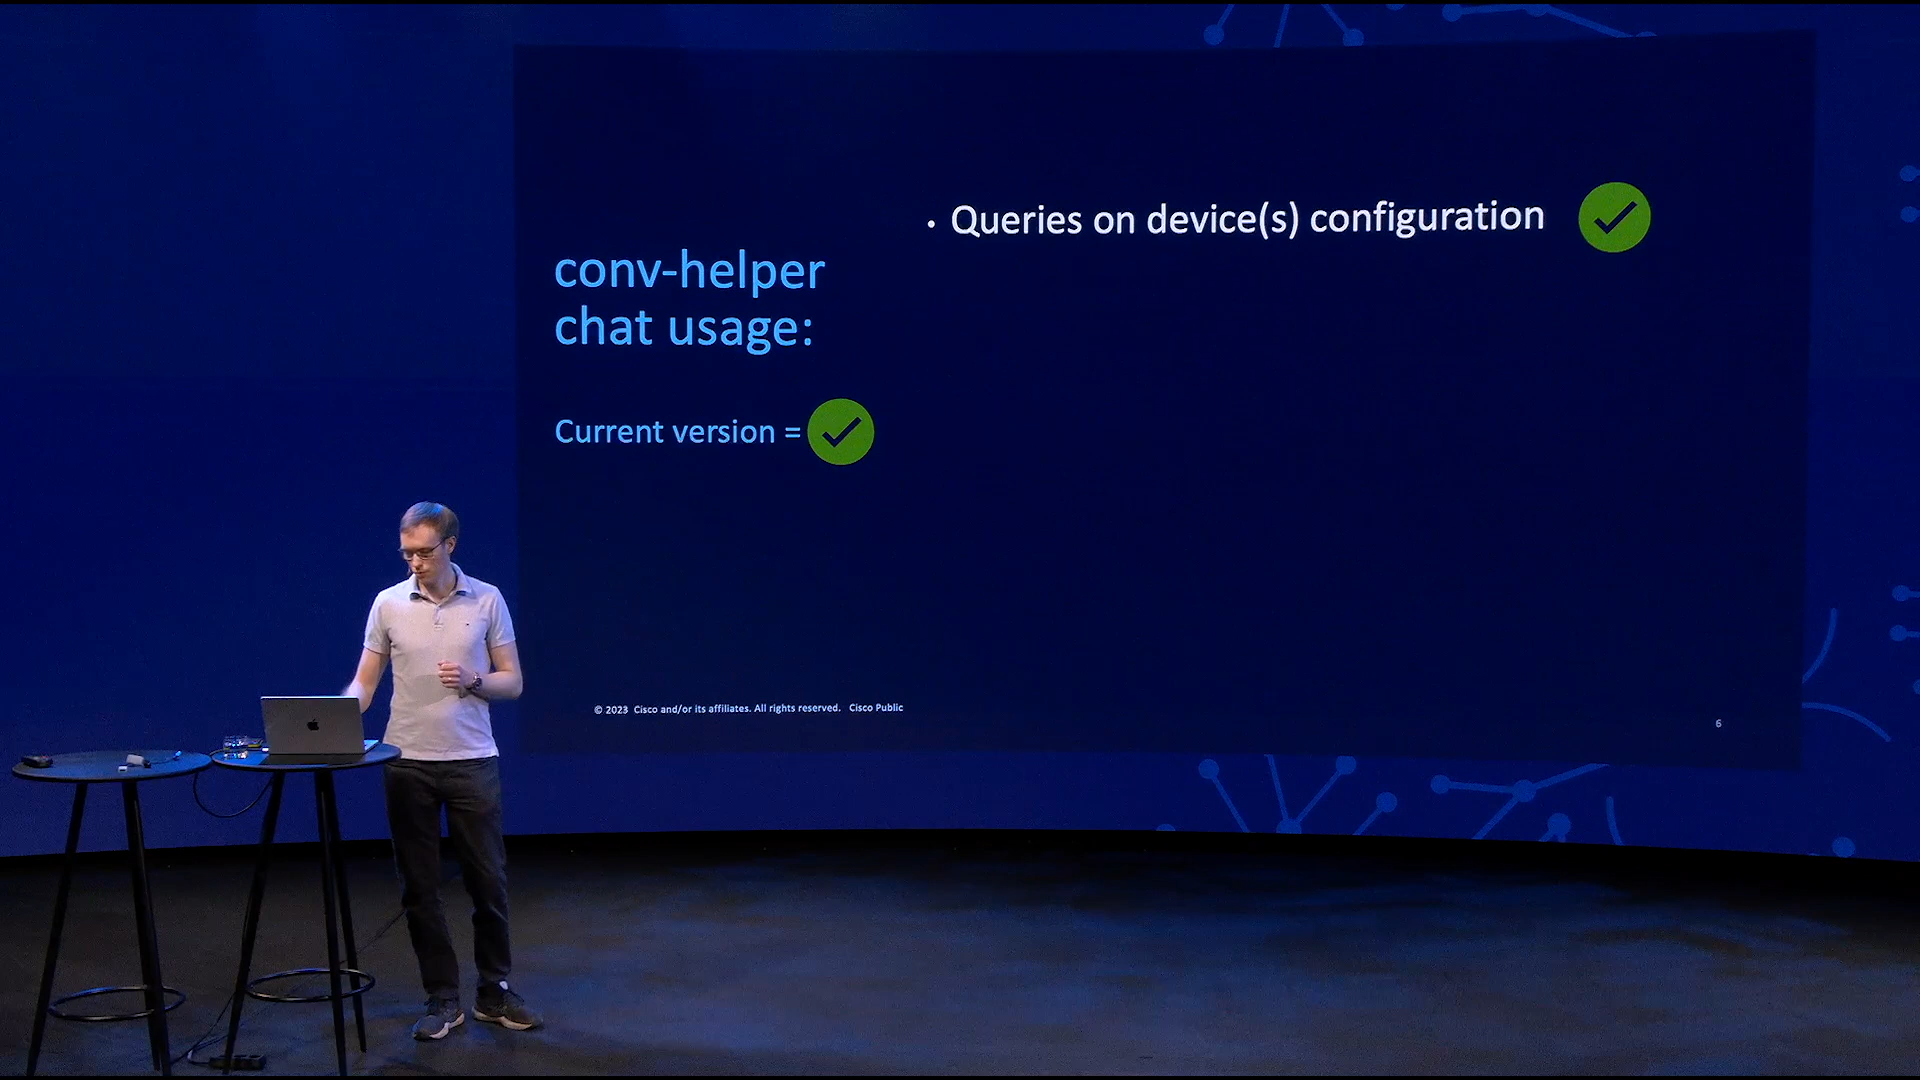 conv-helper
chat usage:
Current version =
• Queries on device(s) configuration
© 2023 Cisco and/or its affiliates. All rights reserved. Cisco Public
6